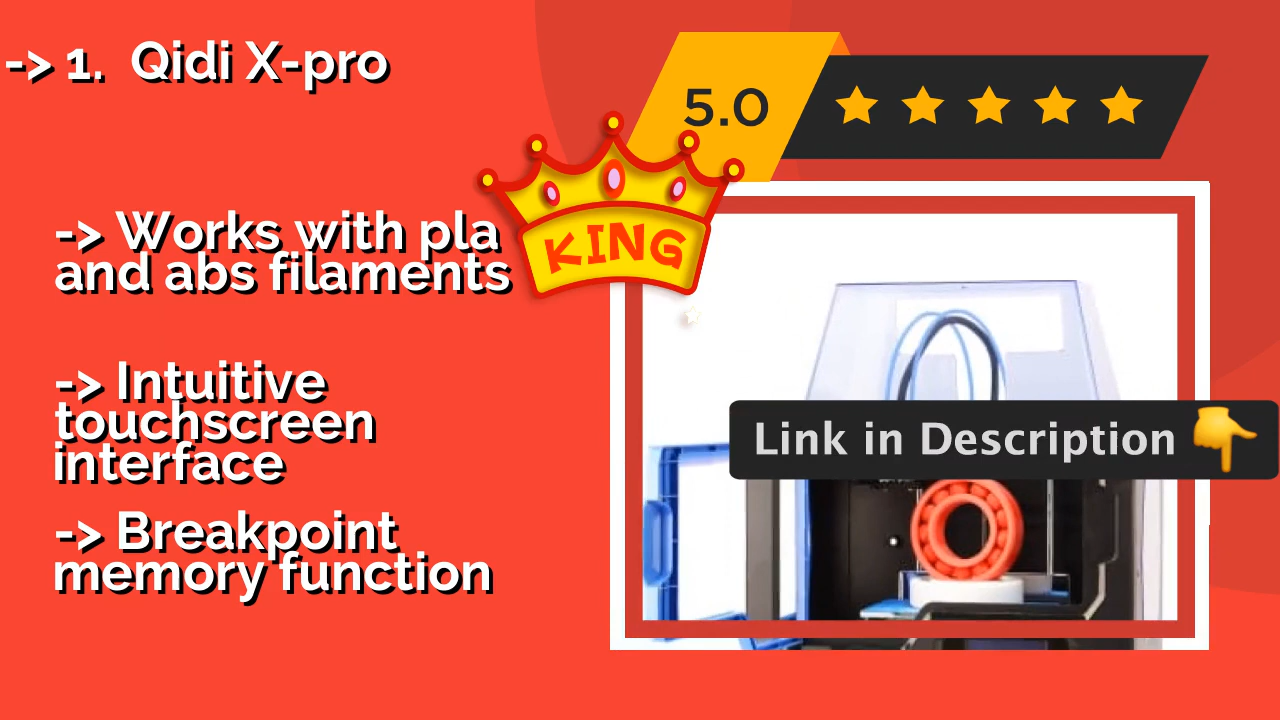 -> 1.  Qidi X-pro
5.0
KING
-> Works with pla
and abs filaments
-> Intuitive
touchscreen
interface
Link in Description
-> Breakpoint
memory function